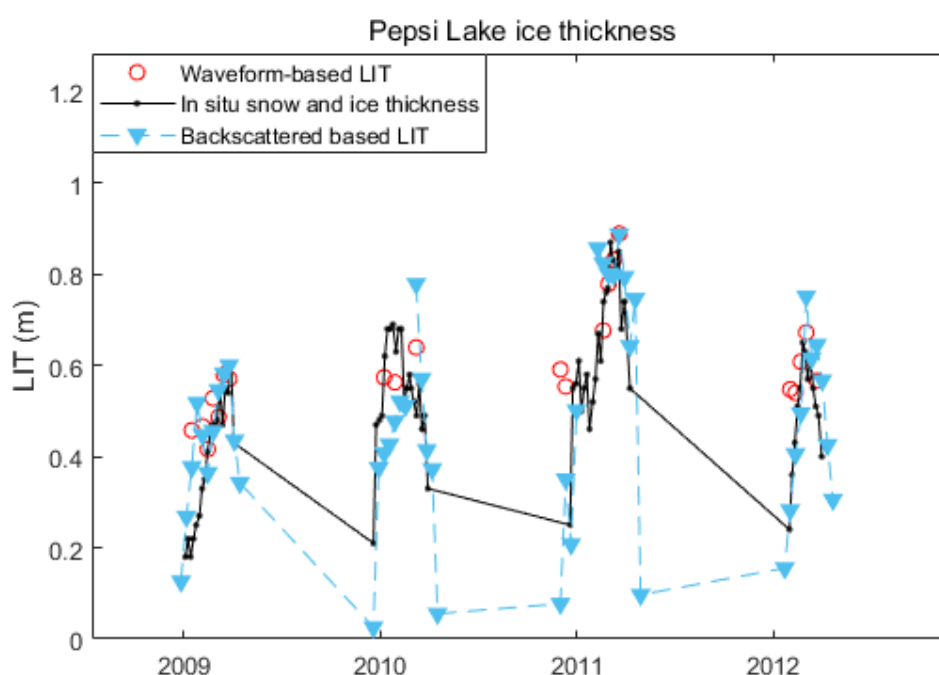 Pepsi Lake ice thickness
Waveform-based LIT
In situ snow and ice thickness
Backscattered based LIT
LIT (m)
1.2
1
0.8
0.6
0.4
0.2
0
2009 2010 2011 2012